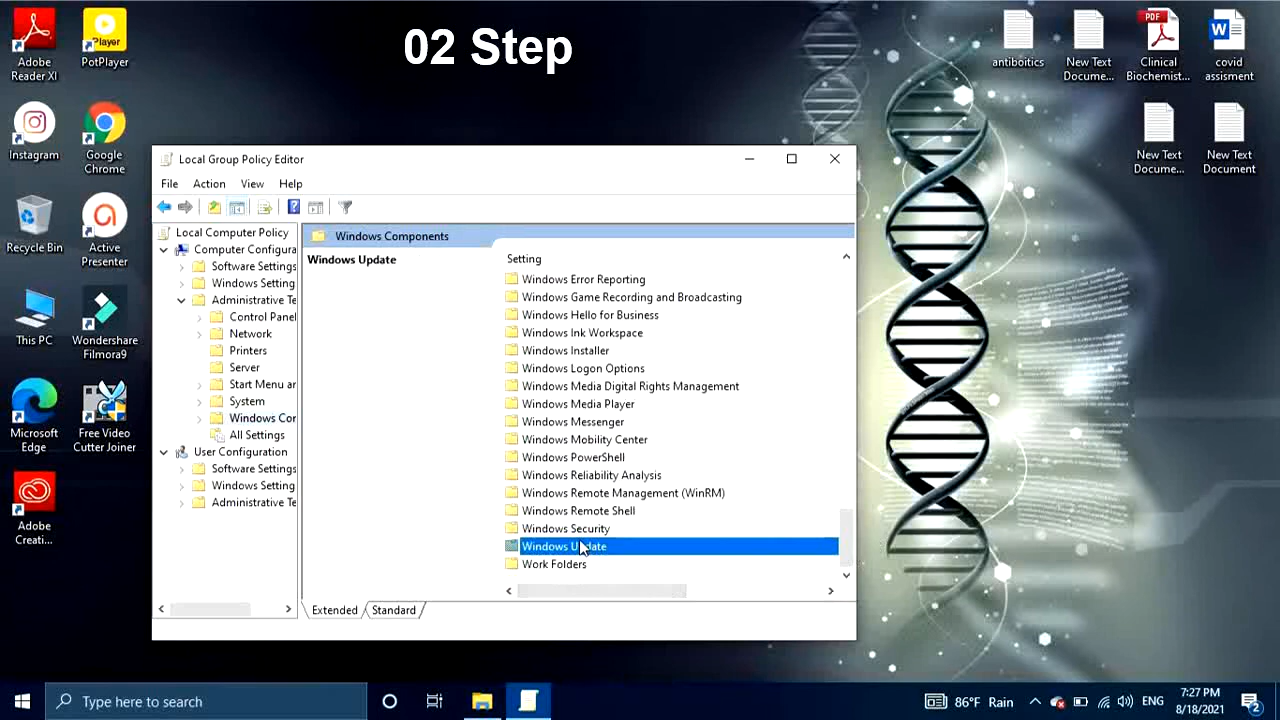 02 Step
Adobe
Reader XI
PotPlayer
Player
Instagram
Google
Chrome
Recycle Bin
Active
Presenter
This PC
Wondershare
Filmora9
Microsoft
Edge
Free Video
Cutter Joiner
Adobe
Creati...
antiboitics
New Text
Docume...
PDF
Clinical
Biochemist...
W
covid
assisment
New Text
Docume...
New Text
Document
Local Group Policy Editor
File Action View Help
Local Computer Policy
Computer Configura
Software Settings
Windows Setting
Administrative Te
Control Panel
Network
Printers
Server
Start Menu ar
System
Windows Cor
All Settings
User Configuration
Software Settings
Windows Setting
Administrative Te
Windows Components
Windows Update
Setting
Windows Error Reporting
Windows Game Recording and Broadcasting
Windows Hello for Business
Windows Ink Workspace
Windows Installer
Windows Logon Options
Windows Media Digital Rights Management
Windows Media Player
Windows Messenger
Windows Mobility Center
Windows PowerShell
Windows Reliability Analysis
Windows Remote Management (WinRM)
Windows Remote Shell
Windows Security
Windows Update
Work Folders
Extended Standard
Type here to search
86°F Rain
ENG
7:27 PM
8/18/2021
2